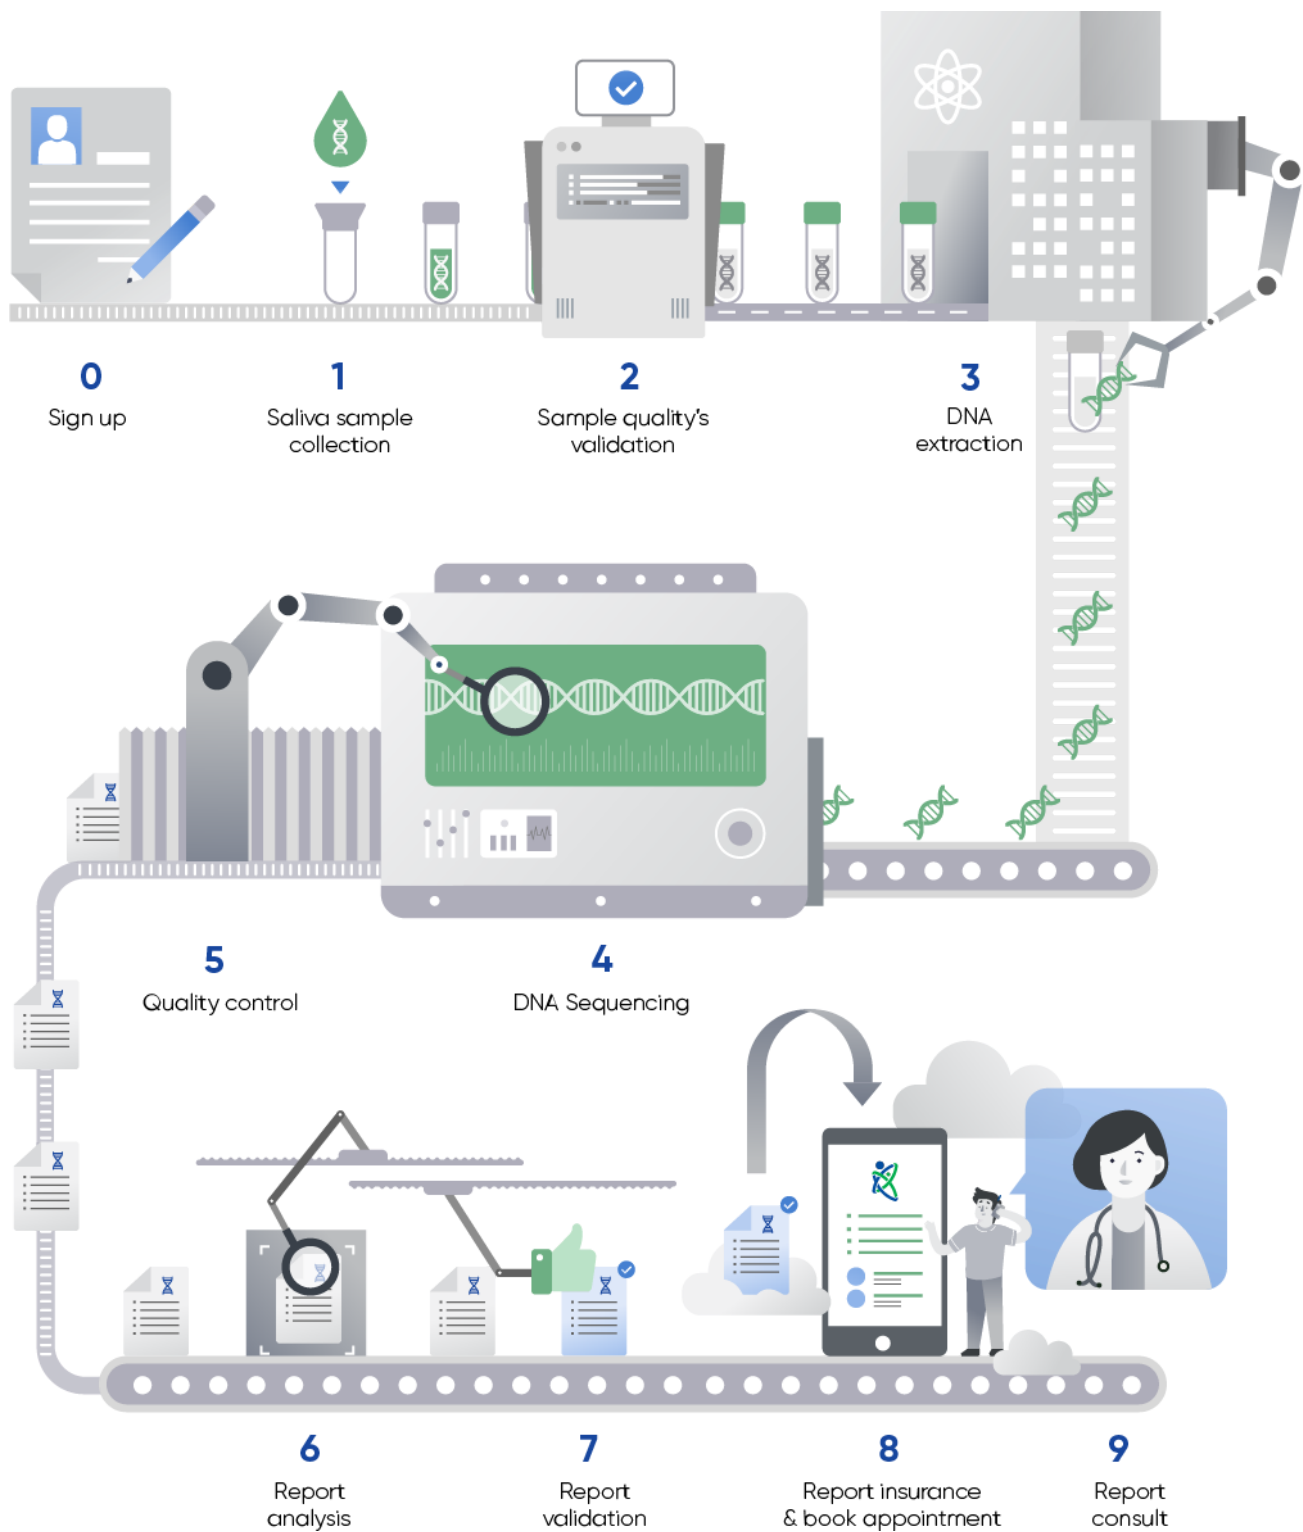 0
Sign up
1
Saliva sample
collection
2
Sample quality's
validation
3
DNA
extraction
5
Quality control
4
DNA Sequencing
6
Report
analysis
7
Report
validation
8
Report insurance
& book appointment
9
Report
consult